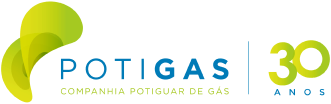 POTIGAS
COMPANHIA POTIGUAR DE GÁS
30
ANOS